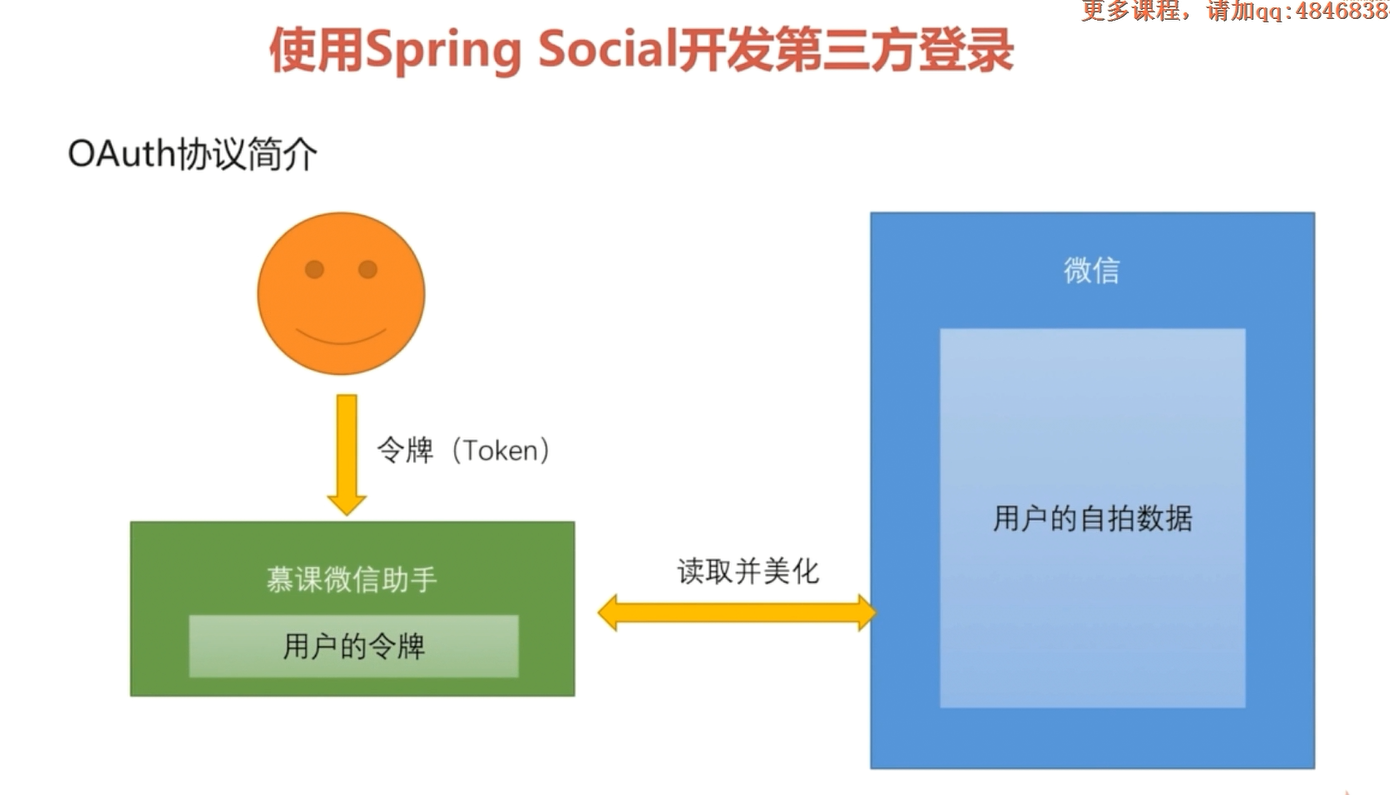 更多课程，请加qq:4846838
使用Spring Social开发第三方登录
OAuth协议简介
微信
令牌（Token）
用户的自拍数据
读取并美化
慕课微信助手
用户的令牌